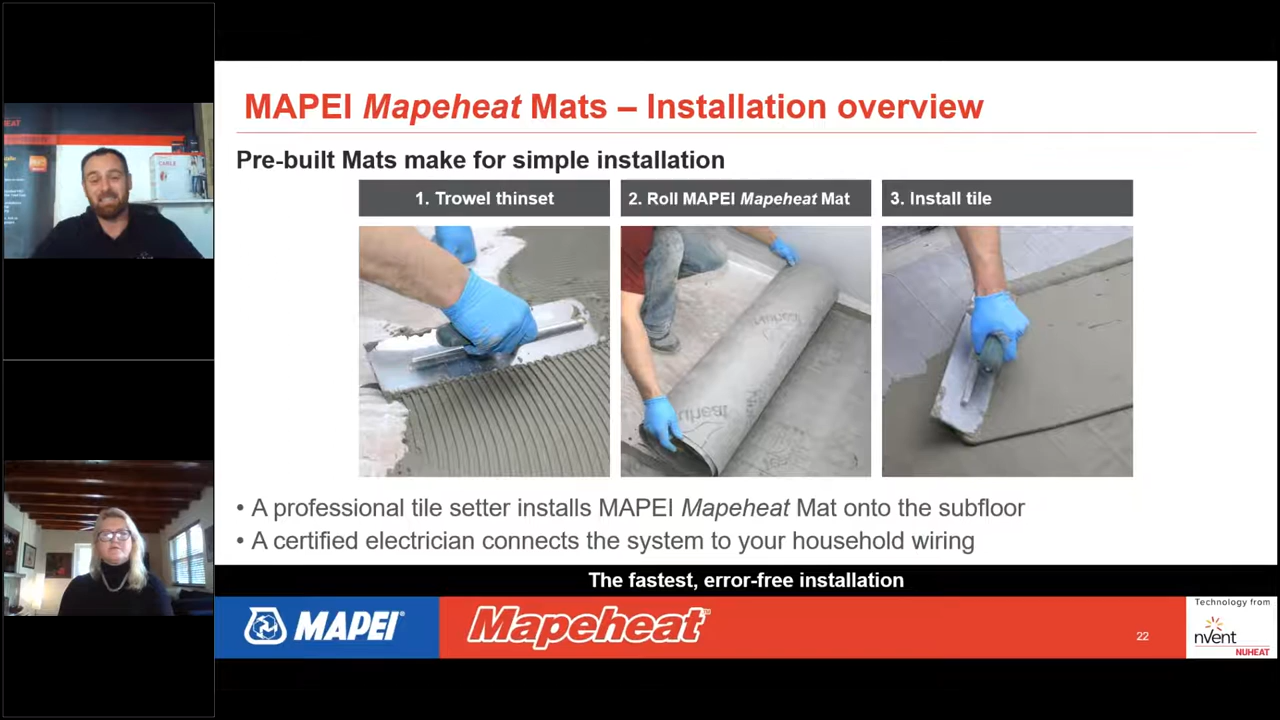 MAPEI Mapeheat Mats – Installation overview
Pre-built Mats make for simple installation
1. Trowel thinset
2. Roll MAPEI Mapeheat Mat
3. Install tile
• A professional tile setter installs MAPEI Mapeheat Mat onto the subfloor
• A certified electrician connects the system to your household wiring
The fastest, error-free installation
MAPEI®
Mapeheat™
22
Technology from
nVent
NUHEAT
CABLE